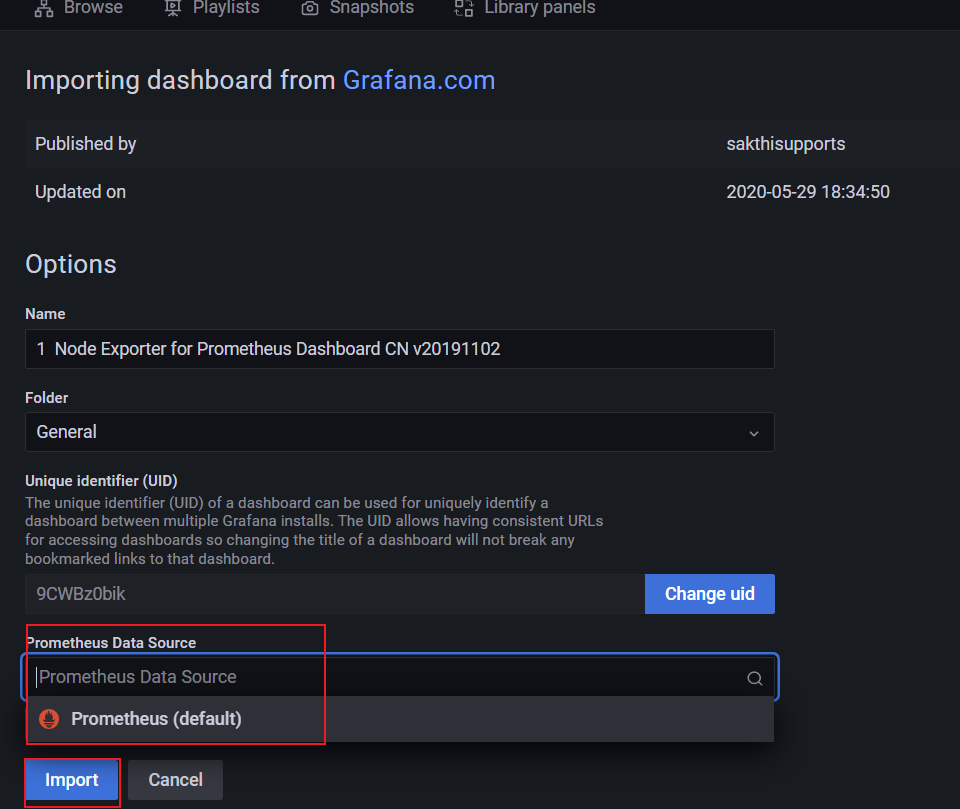 Browse Playlists Snapshots Library panels
Importing dashboard from Grafana.com
Published by sakthisupports
Updated on 2020-05-29 18:34:50
Options
Name
1 Node Exporter for Prometheus Dashboard CN v20191102
Folder
General
Unique identifier (UID)
The unique identifier (UID) of a dashboard can be used for uniquely identify a
dashboard between multiple Grafana installs. The UID allows having consistent URLs
for accessing dashboards so changing the title of a dashboard will not break any
bookmarked links to that dashboard.
9CWBz0bik Change uid
Prometheus Data Source
Prometheus Data Source
Prometheus (default)
Import Cancel